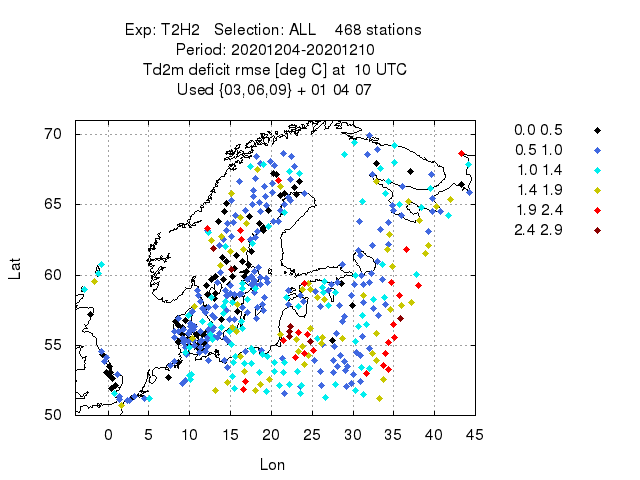 Exp: T2H2 Selection: ALL 468 stations
Period: 20201204-20201210
Td2m deficit rmse [deg C] at 10 UTC
Used {03,06,09} + 01 04 07
0.0 0.5
0.5 1.0
1.0 1.4
1.4 1.9
1.9 2.4
2.4 2.9
70
65
60
55
50
Lat
0 5 10 15 20 25 30 35 40 45
Lon